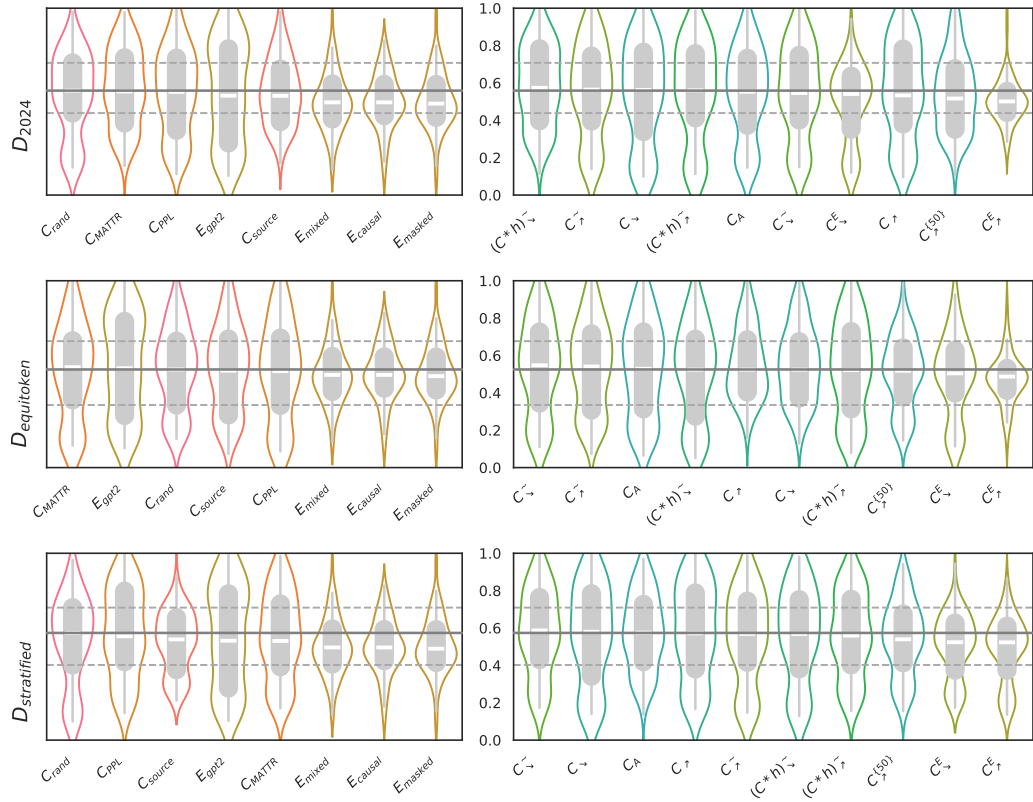 D_2024
1.0
0.8
0.6
0.4
0.2
0.0
C_rand C_MATTR C_PPL E_gpt2 C_source E_mixed E_causal E_masked
(C*h)~↘ C~↗ C↘ (C*h)~↗ C_A C~↘ C^E↘ C↗ C^{50}↗ C^E↗
D_equitoken
1.0
0.8
0.6
0.4
0.2
0.0
C_MATTR E_gpt2 C_rand C_source C_PPL E_mixed E_causal E_masked
C~↘ C~↗ C_A (C*h)~↘ C↗ C↘ (C*h)~↗ C^{50}↗ C^E↘ C^E↗
D_stratified
1.0
0.8
0.6
0.4
0.2
0.0
C_rand C_PPL C_source E_gpt2 C_MATTR E_mixed E_causal E_masked
C~↘ C↘ C_A C↗ C~↗ (C*h)~↘ (C*h)~↗ C^{50}↗ C^E↘ C^E↗